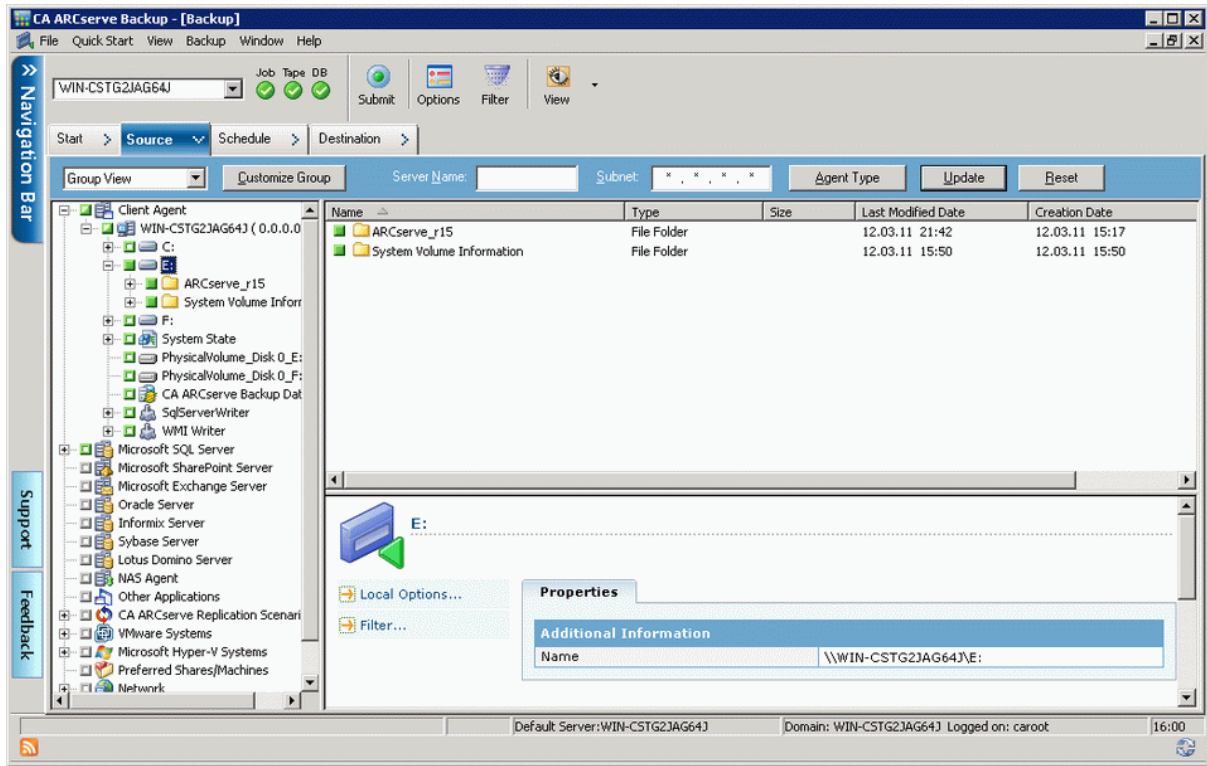 CA ARCserve Backup - [Backup]
File Quick Start View Backup Window Help
>> Navigation Bar
WIN-CSTG2JAG64J
Job Tape DB
Submit
Options
Filter
View
Start
Source
Schedule
Destination
Group View
Customize Group
Server Name:
Subnet:
* . * . * . *
Agent Type
Update
Reset
Client Agent
WIN-CSTG2JAG64J ( 0.0.0.0
C:
E:
ARCserve_r15
System Volume Inforr
F:
System State
PhysicalVolume_Disk 0_E:
PhysicalVolume_Disk 0_F:
CA ARCserve Backup Dat
SqlServerWriter
WMI Writer
Microsoft SQL Server
Microsoft SharePoint Server
Microsoft Exchange Server
Oracle Server
Informix Server
Sybase Server
Lotus Domino Server
NAS Agent
Other Applications
CA ARCserve Replication Scenari
VMware Systems
Microsoft Hyper-V Systems
Preferred Shares/Machines
Network
Name Type Size Last Modified Date Creation Date
ARCserve_r15 File Folder 12.03.11 21:42 12.03.11 15:17
System Volume Information File Folder 12.03.11 15:50 12.03.11 15:50
E:
Local Options...
Filter...
Properties
Additional Information
Name \\WIN-CSTG2JAG64J\E:
Support
Feedback
Default Server:WIN-CSTG2JAG64J Domain: WIN-CSTG2JAG64J Logged on: caroot 16:00